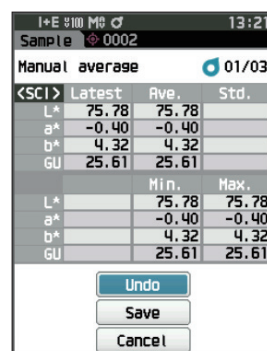 I+E M 13:21
Sample 0002
Manual average 01/03
<SCI> Latest Ave. Std.
L* 75.78 75.78
a* -0.40 -0.40
b* 4.32 4.32
GU 25.61 25.61
Min. Max.
L* 75.78 75.78
a* -0.40 -0.40
b* 4.32 4.32
GU 25.61 25.61
Undo
Save
Cancel